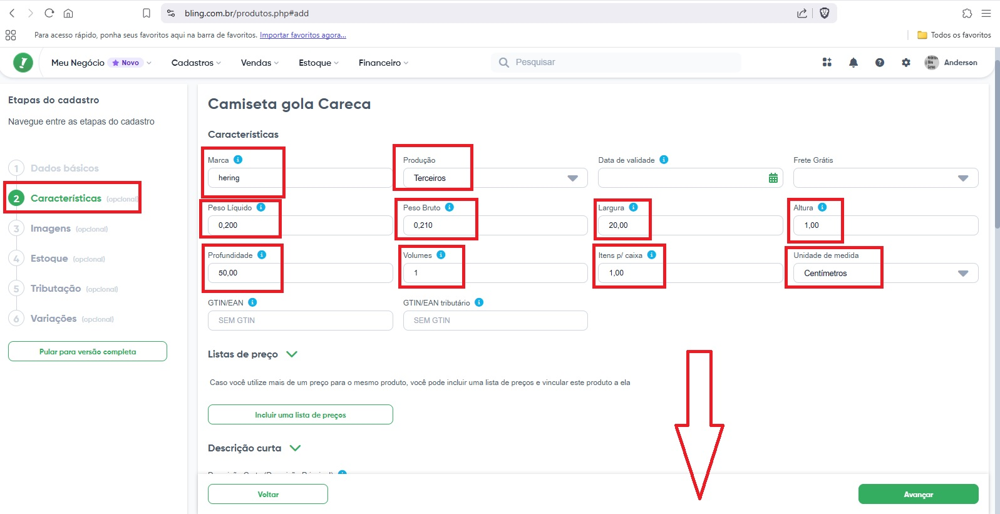 bling.com.br/produtos.php#add
Para acesso rápido, ponha seus favoritos aqui na barra de favoritos. Importar favoritos agora...
Todos os favoritos
Meu Negócio Novo Cadastros Vendas Estoque Financeiro Pesquisar Anderson
Etapas do cadastro
Navegue entre as etapas do cadastro
1 Dados básicos
2 Características (opcional)
3 Imagens (opcional)
4 Estoque (opcional)
5 Tributação (opcional)
6 Variações (opcional)
Pular para versão completa
Camiseta gola Careca
Características
Marca Produção Data de validade Frete Grátis
hering Terceiros
Peso Líquido Peso Bruto Largura Altura
0,200 0,210 20,00 1,00
Profundidade Volumes Itens p/ caixa Unidade de medida
50,00 1 1,00 Centímetros
GTIN/EAN GTIN/EAN tributário
SEM GTIN SEM GTIN
Listas de preço
Caso você utilize mais de um preço para o mesmo produto, você pode incluir uma lista de preços e vincular este produto a ela
Incluir uma lista de preços
Descrição curta
Voltar Avançar